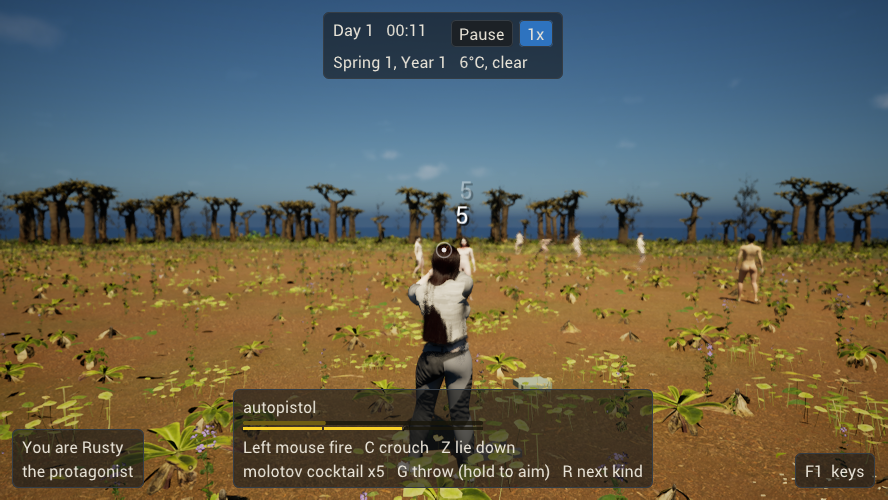 Day 1 00:11 Pause 1x
Spring 1, Year 1 6°C, clear
5
5
autopistol
Left mouse fire C crouch Z lie down
molotov cocktail x5 G throw (hold to aim) R next kind
You are Rusty
the protagonist
F1 keys